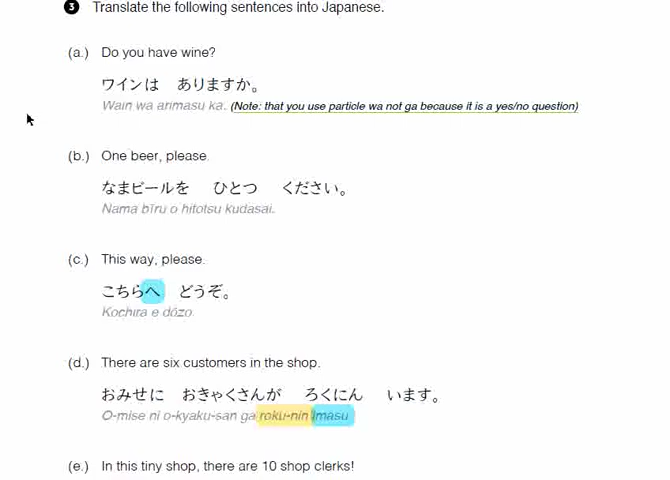 3 Translate the following sentences into Japanese.
(a.) Do you have wine?
ワインは ありますか。
Wain wa arimasu ka. (Note: that you use particle wa not ga because it is a yes/no question)
(b.) One beer, please.
なまビールを ひとつ ください。
Nama bīru o hitotsu kudasai.
(c.) This way, please.
こちらへ どうぞ。
Kochira e dōzo.
(d.) There are six customers in the shop.
おみせに おきゃくさんが ろくにん います。
O-mise ni o-kyaku-san ga roku-nin imasu
(e.) In this tiny shop, there are 10 shop clerks!